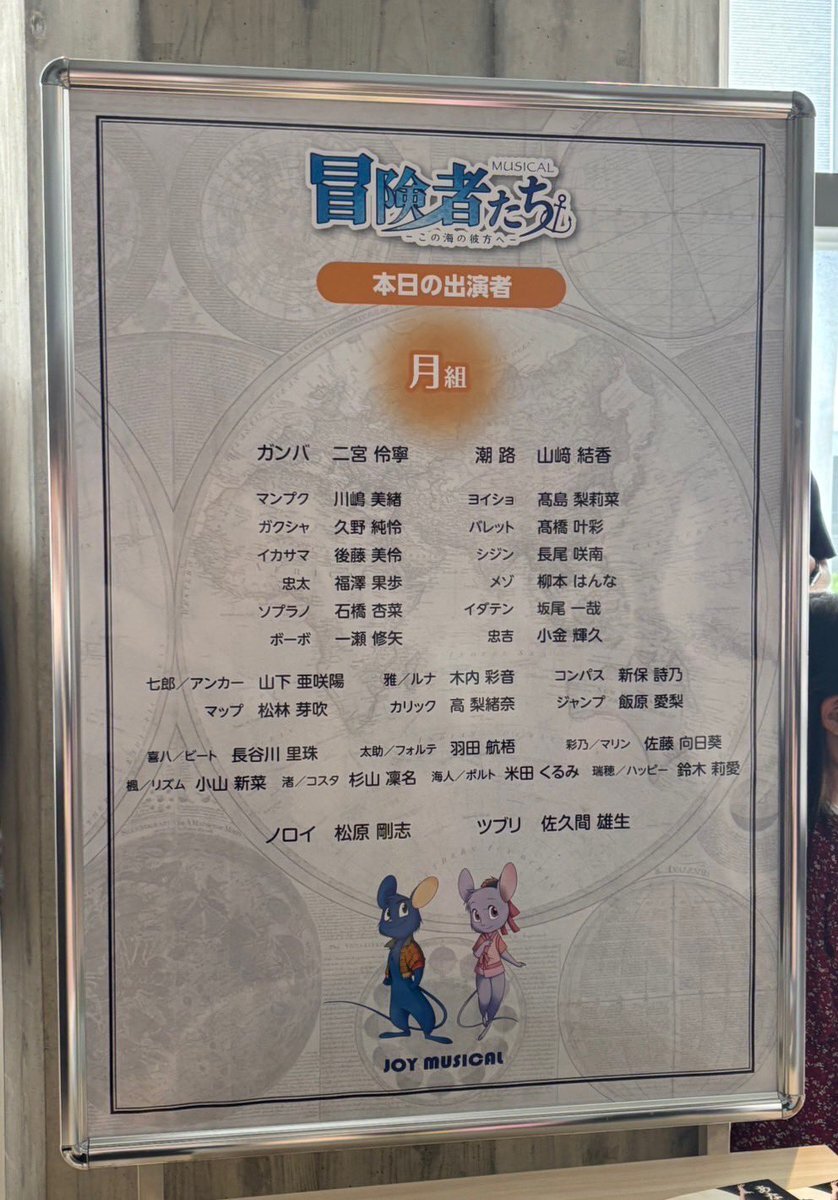 MUSICAL
冒険者たち
－この海の彼方へ－
本日の出演者
月組
ガンバ 二宮 伶寧 潮 路 山﨑 結香
マンプク 川嶋 美緒 ヨイショ 髙島 梨莉菜
ガクシャ 久野 純怜 バレット 髙橋 叶彩
イカサマ 後藤 美伶 シジン 長尾 咲南
忠太 福澤 果歩 メゾ 柳本 はんな
ソプラノ 石橋 杏菜 イダテン 坂尾 一哉
ボーボ 一瀬 修矢 忠吉 小金 輝久
七郎／アンカー 山下 亜咲陽 雅／ルナ 木内 彩音 コンパス 新保 詩乃
マップ 松林 芽吹 カリック 高 梨緒奈 ジャンプ 飯原 愛梨
喜八／ビート 長谷川 里珠 太助／フォルテ 羽田 航梧 彩乃／マリン 佐藤 向日葵
楓／リズム 小山 新菜 渚／コスタ 杉山 凜名 海人／ボルト 米田 くるみ 瑞穂／ハッピー 鈴木 莉愛
ノロイ 松原 剛志 ツブリ 佐久間 雄生
JOY MUSICAL